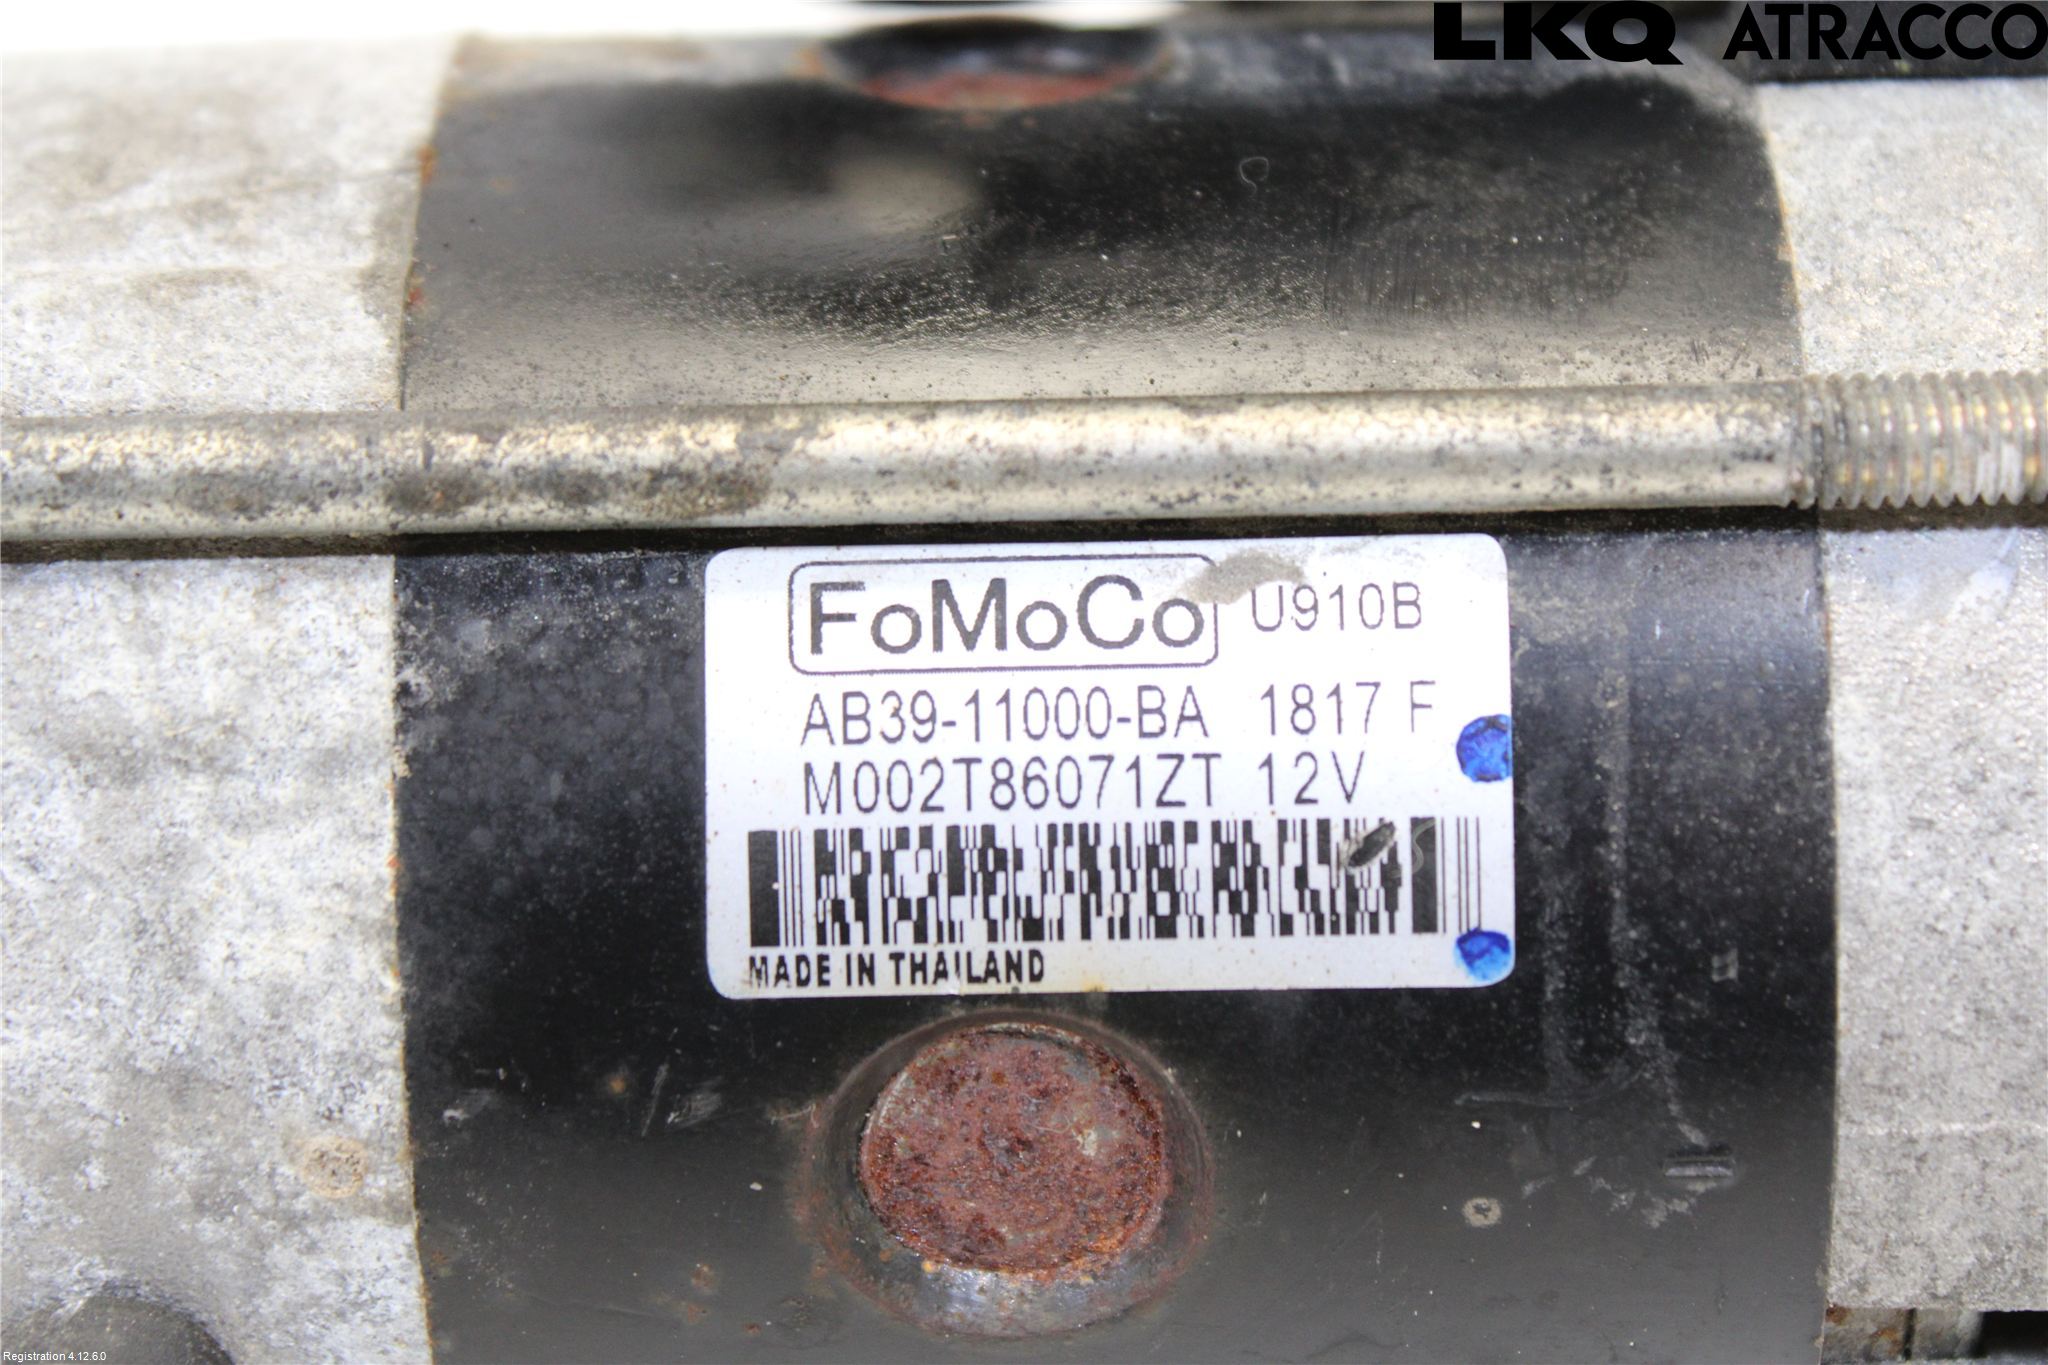 LKQ ATRACCO
FoMoCo U910B
AB39-11000-BA 1817 F
M002T86071ZT 12V
MADE IN THAILAND
Registration 4.12.6.0